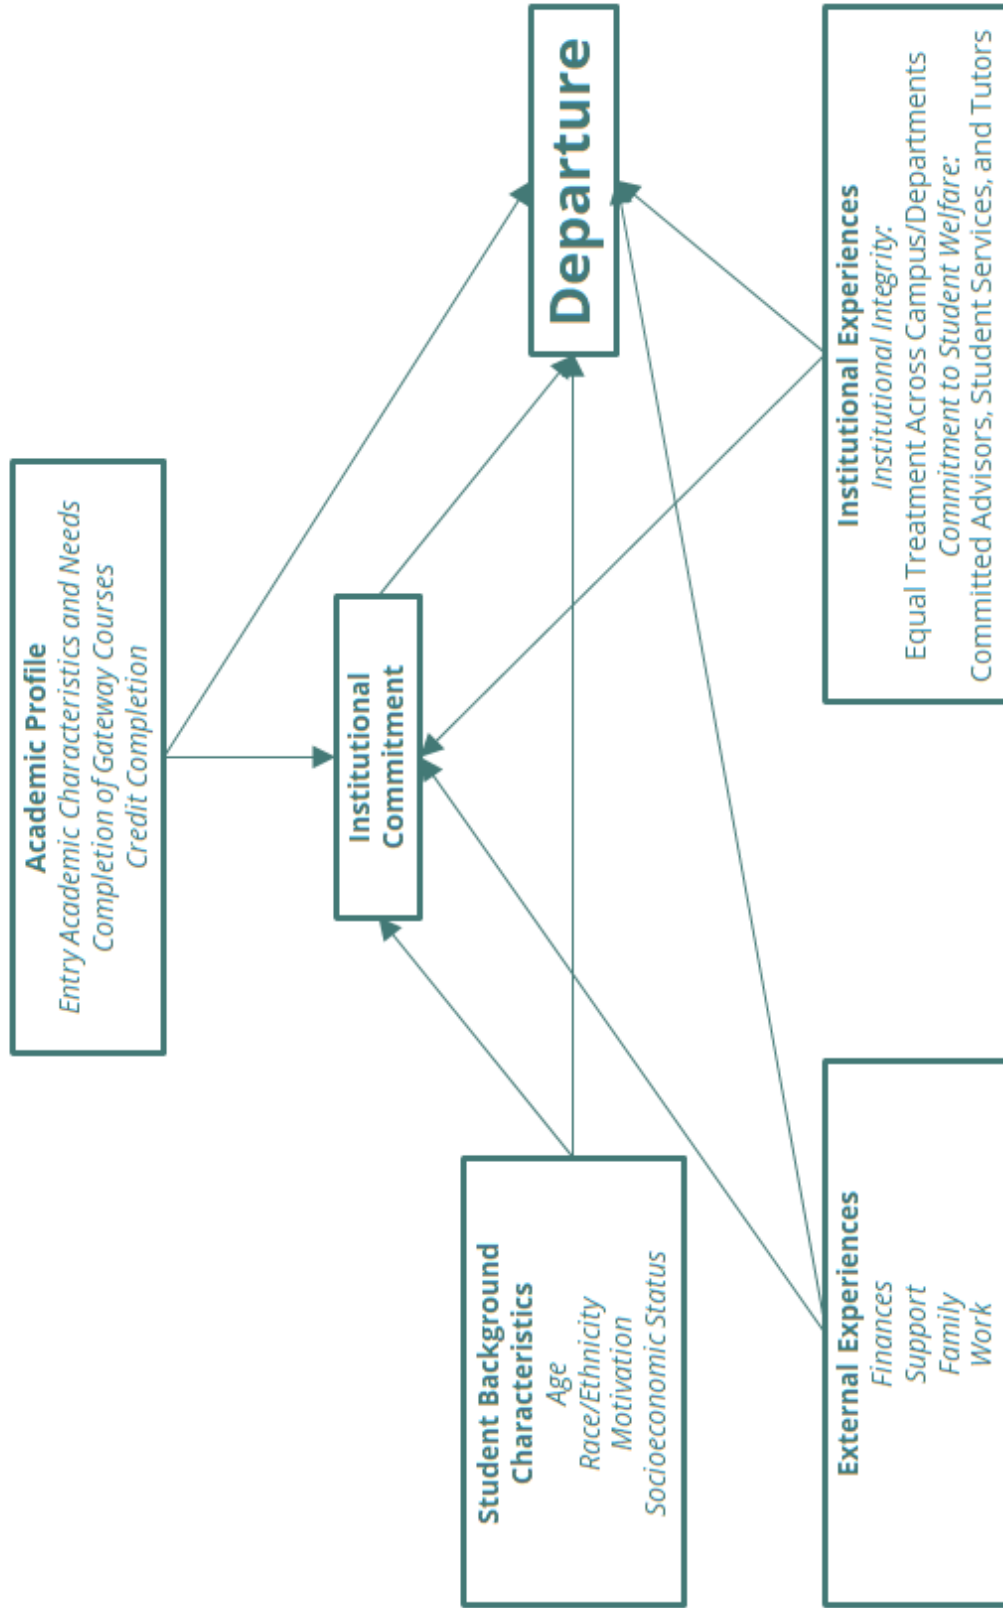 Academic Profile
Entry Academic Characteristics and Needs
Completion of Gateway Courses
Credit Completion
Student Background
Characteristics
Age
Race/Ethnicity
Motivation
Socioeconomic Status
Institutional
Commitment
Departure
External Experiences
Finances
Support
Family
Work
Institutional Experiences
Institutional Integrity:
Equal Treatment Across Campus/Departments
Commitment to Student Welfare:
Committed Advisors, Student Services, and Tutors